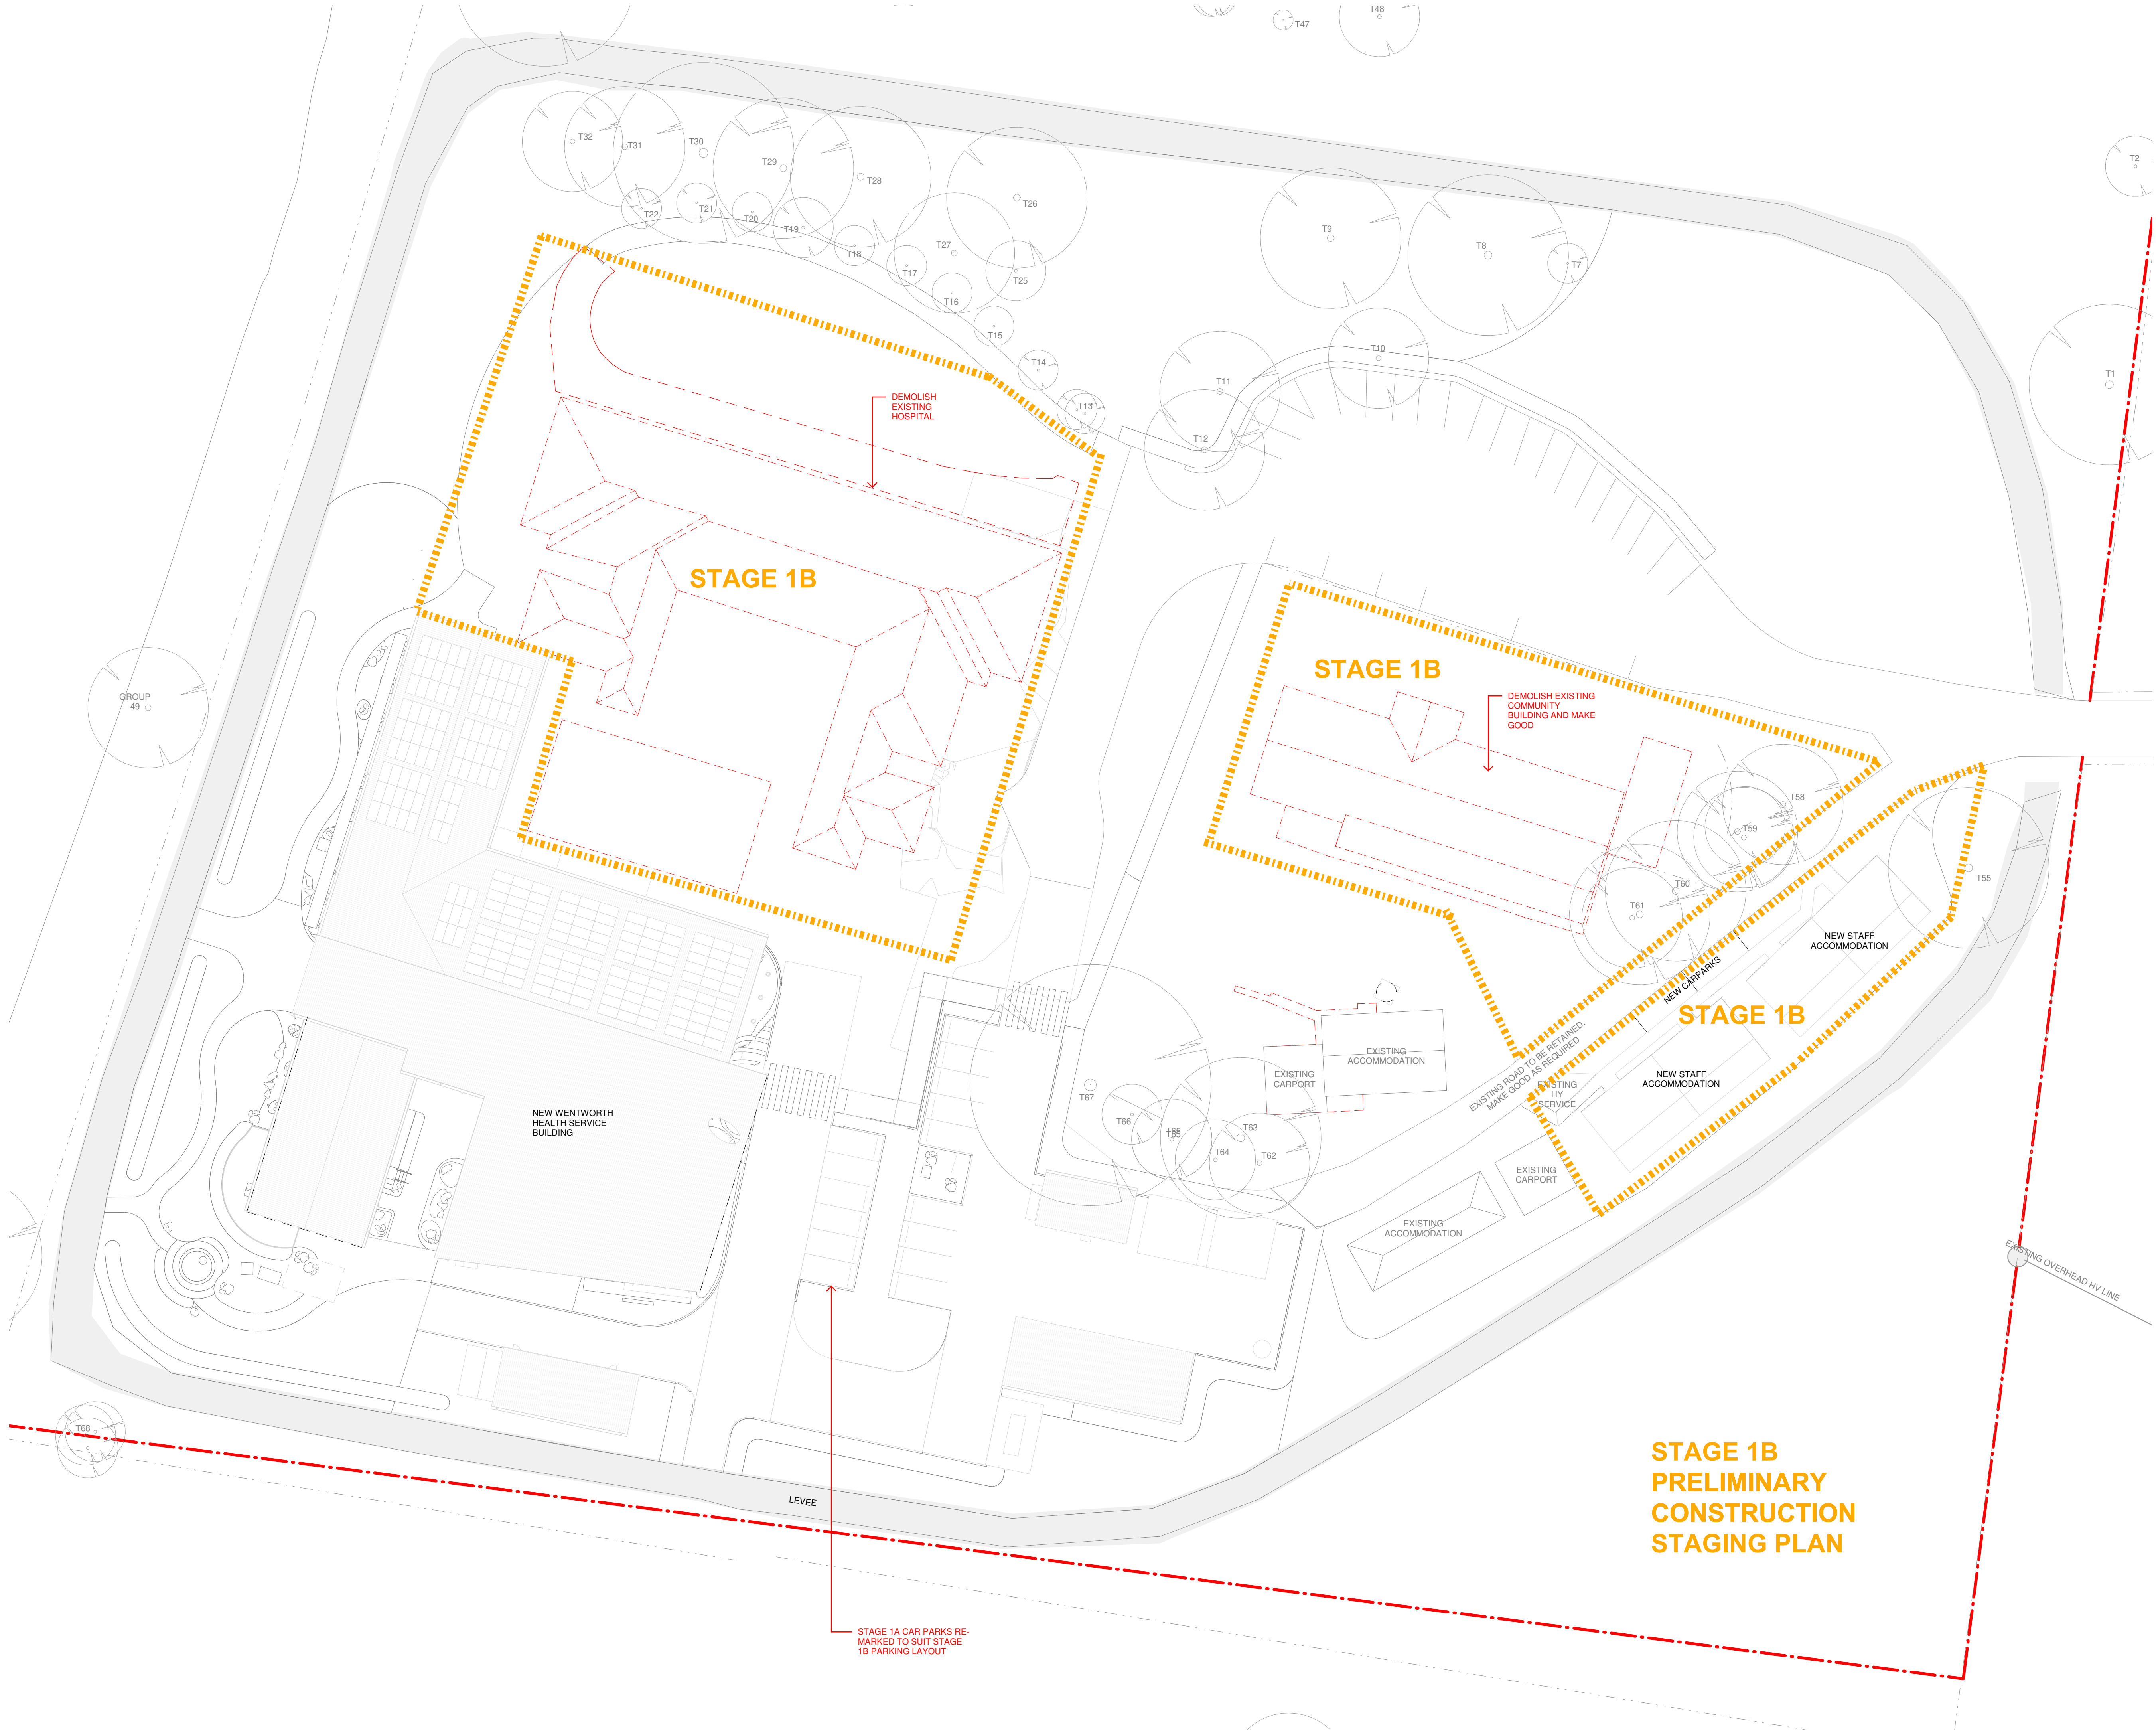 T47
T48
T2
T32
T31
T30
T29
T28
T22
T21
T20
T19
T18
T27
T26
T17
T25
T16
T15
T14
T13
T9
T8
T7
T10
T11
T12
T1
DEMOLISH
EXISTING
HOSPITAL
STAGE 1B
STAGE 1B
DEMOLISH EXISTING
COMMUNITY
BUILDING AND MAKE
GOOD
GROUP
49
T58
T59
T60
T61
T55
NEW STAFF
ACCOMMODATION
NEW CARPARKS
STAGE 1B
EXISTING ROAD TO BE RETAINED.
MAKE GOOD AS REQUIRED
EXISTING
HY
SERVICE
NEW STAFF
ACCOMMODATION
EXISTING
ACCOMMODATION
EXISTING
CARPORT
T67
T66
T65
T63
T64
T62
EXISTING
CARPORT
EXISTING
ACCOMMODATION
NEW WENTWORTH
HEALTH SERVICE
BUILDING
EXISTING OVERHEAD HV LINE
T68
LEVEE
STAGE 1B
PRELIMINARY
CONSTRUCTION
STAGING PLAN
STAGE 1A CAR PARKS RE-
MARKED TO SUIT STAGE
1B PARKING LAYOUT